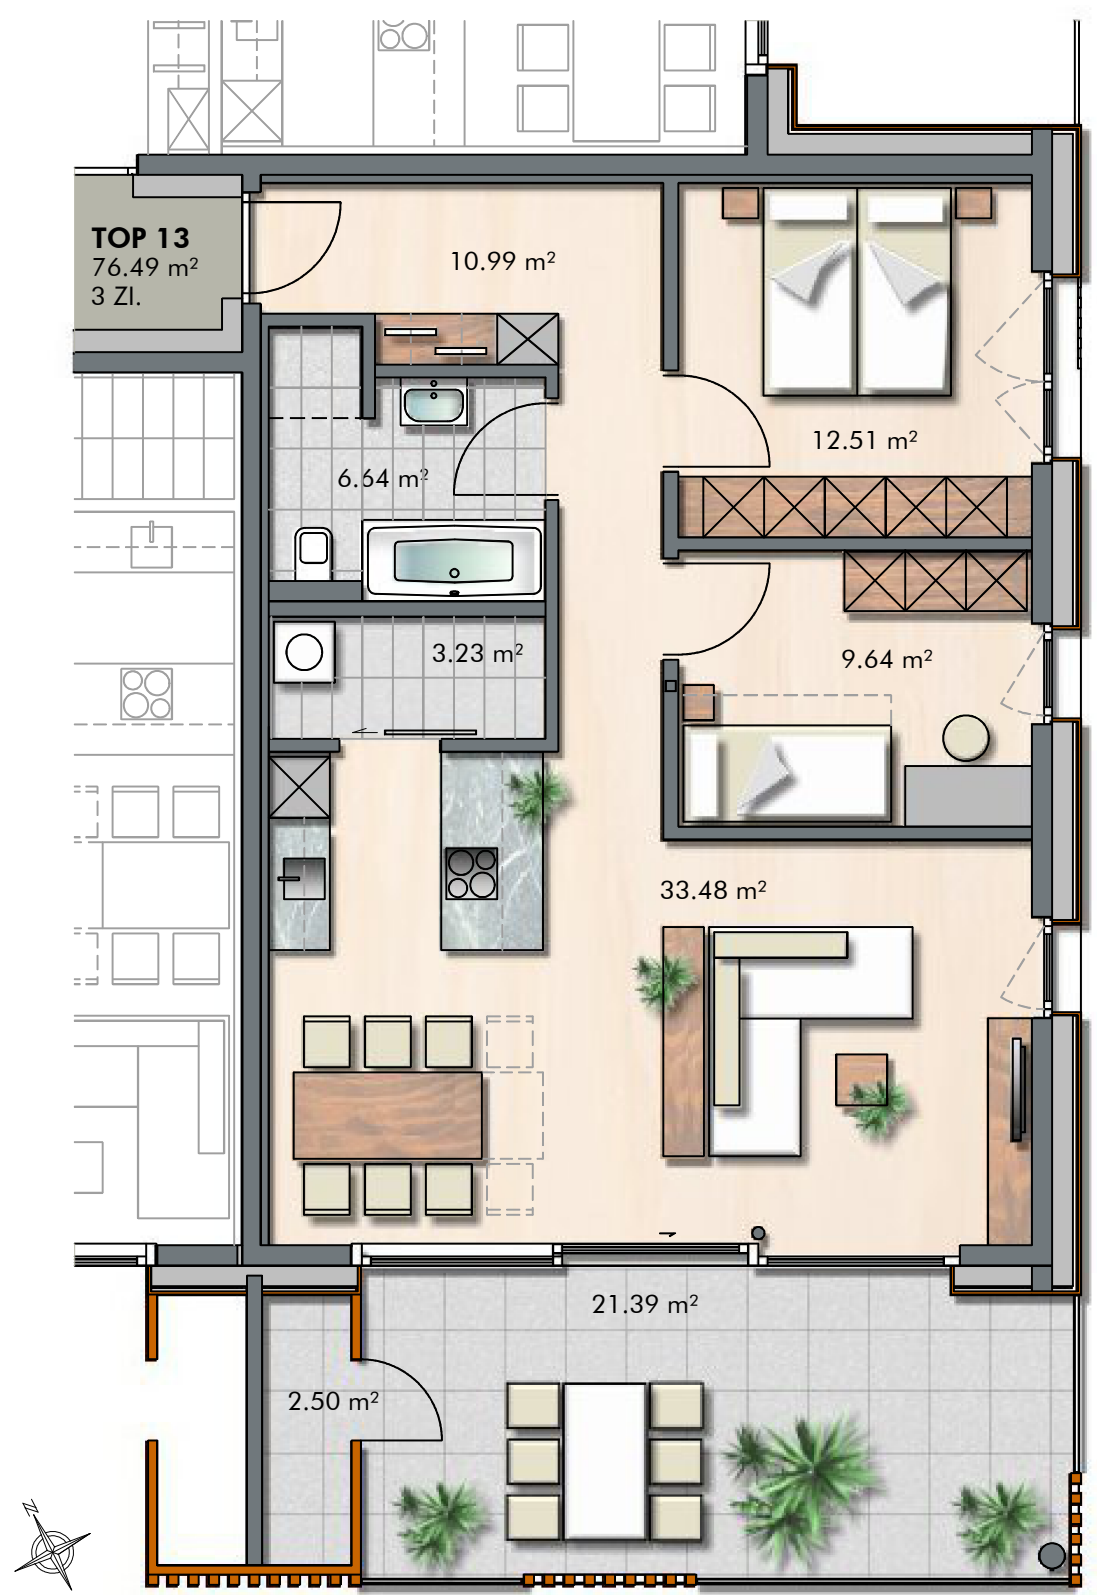 TOP 13
76.49 m²
3 ZI.
10.99 m²
12.51 m²
6.64 m²
3.23 m²
9.64 m²
33.48 m²
21.39 m²
2.50 m²
N